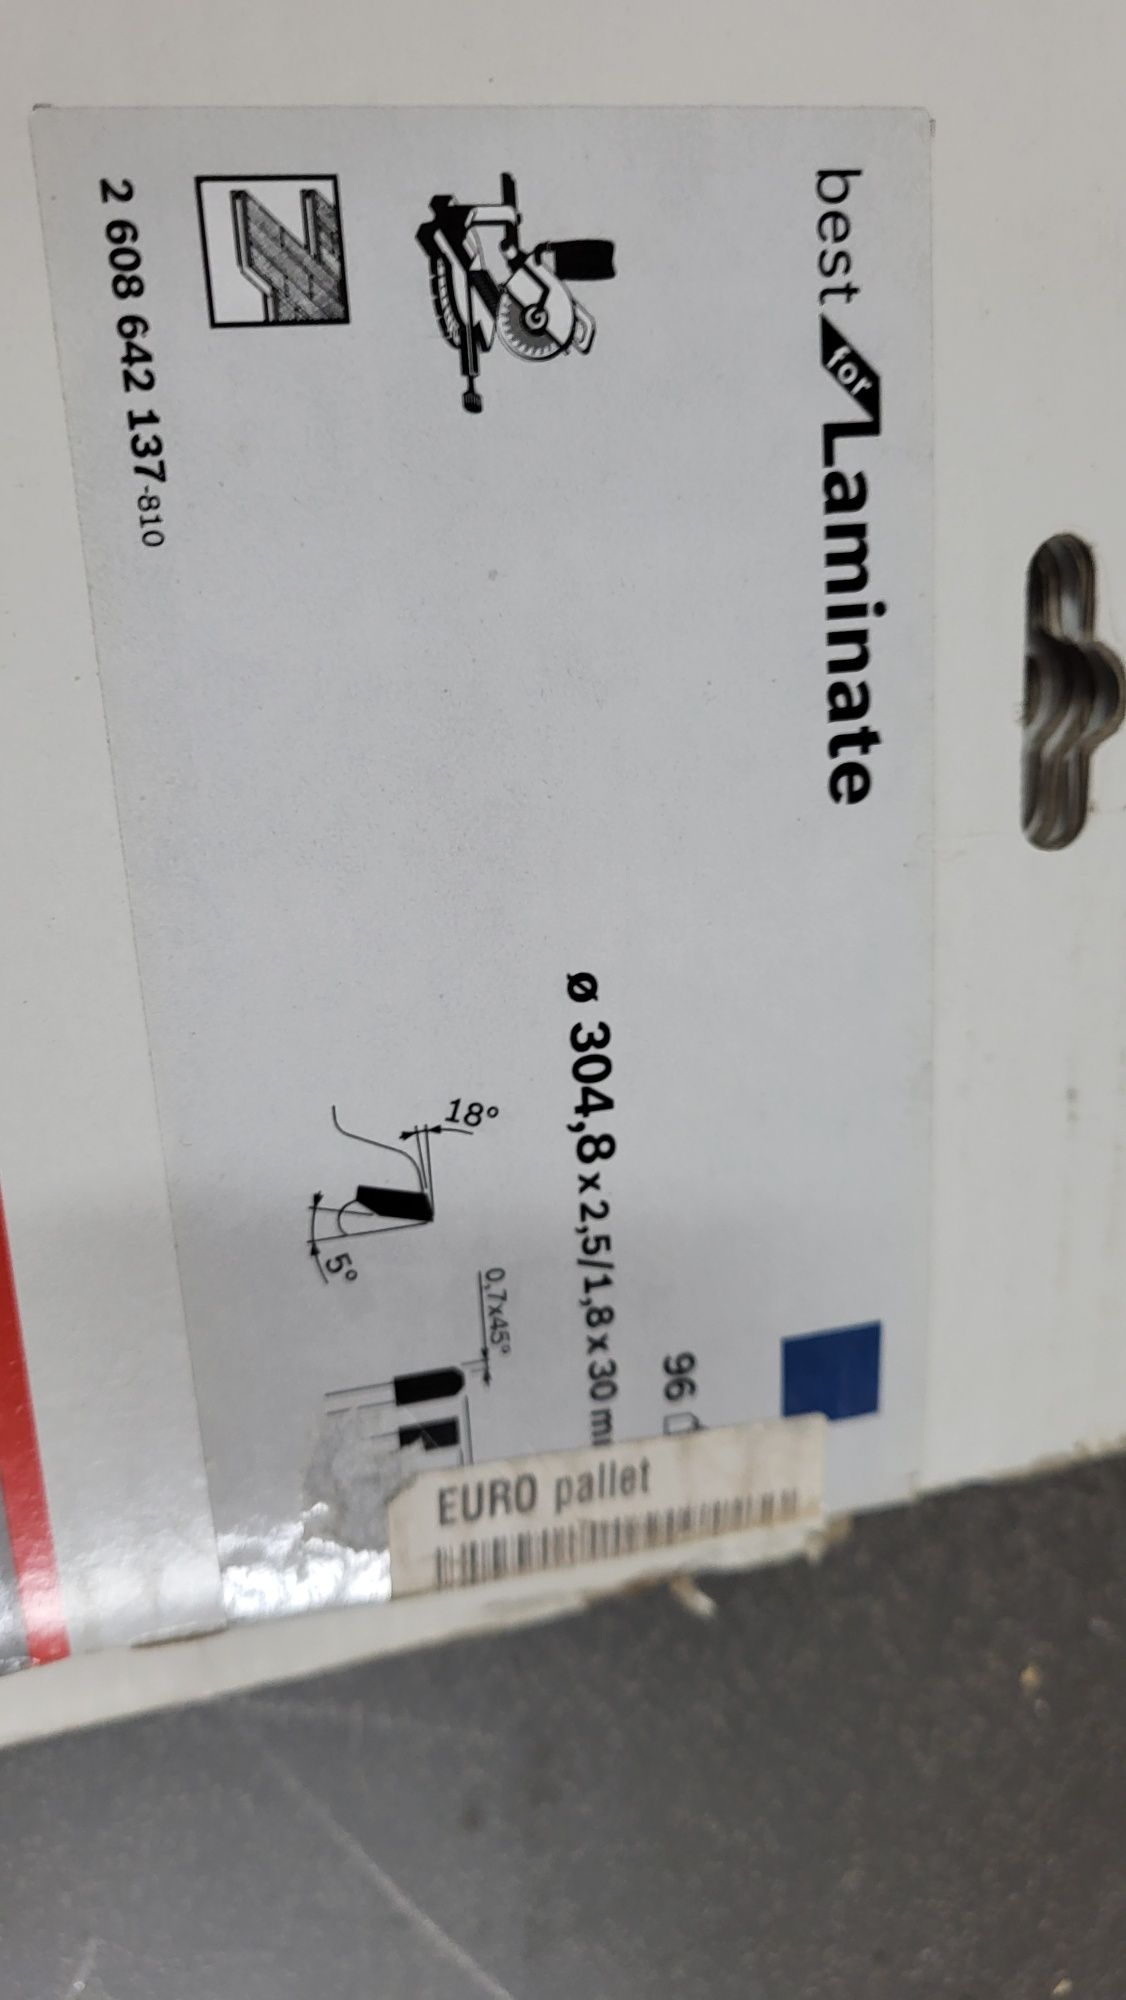 best for Laminate
96
ø 304,8 x 2,5/1,8 x 30
18°
0,7x45°
5°
2 608 642 137-810
EURO pallet